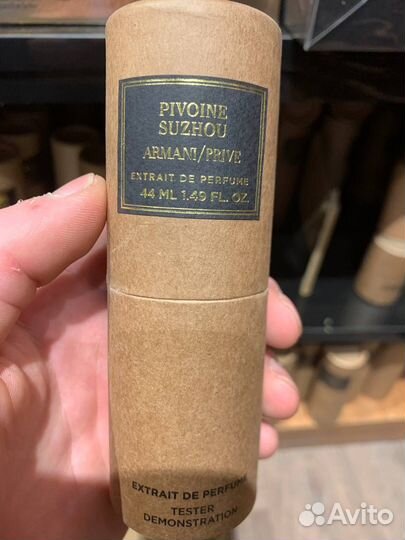 PIVOINE
SUZHOU
ARMANI/PRIVE
EXTRAIT DE PERFUME
44 ML 1.49 FL. OZ.
EXTRAIT DE PERFUME
TESTER
DEMONSTRATION
Avito